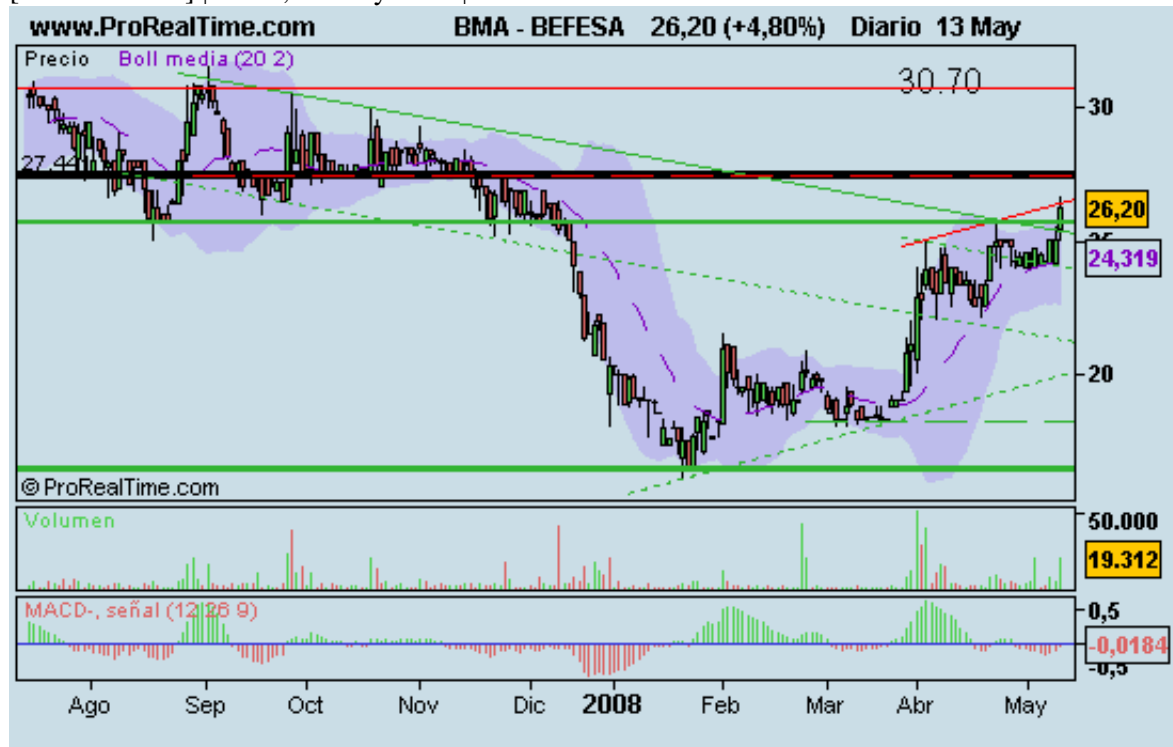 www.ProRealTime.com BMA - BEFESA 26,20 (+4,80%) Diario 13 May
Precio Boll media (20 2)
30.70
30
27.44
26,20
25
24,319
20
© ProRealTime.com
Volumen
50.000
19.312
MACD-, señal (12 26 9)
0,5
-0,0184
-0,5
Ago Sep Oct Nov Dic 2008 Feb Mar Abr May